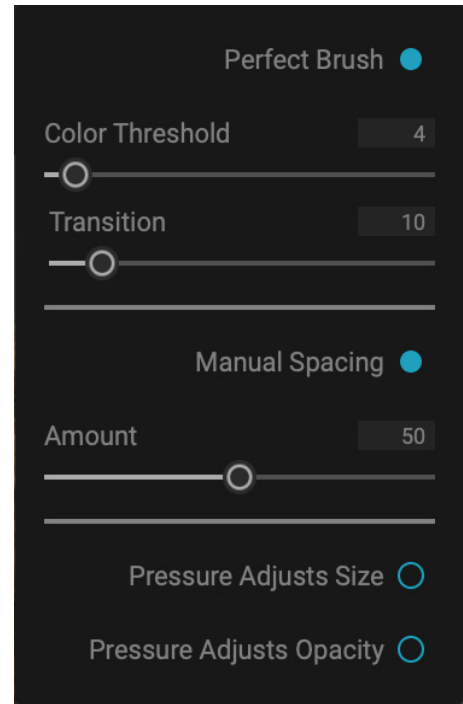 Perfect Brush
Color Threshold 4
Transition 10
Manual Spacing
Amount 50
Pressure Adjusts Size
Pressure Adjusts Opacity